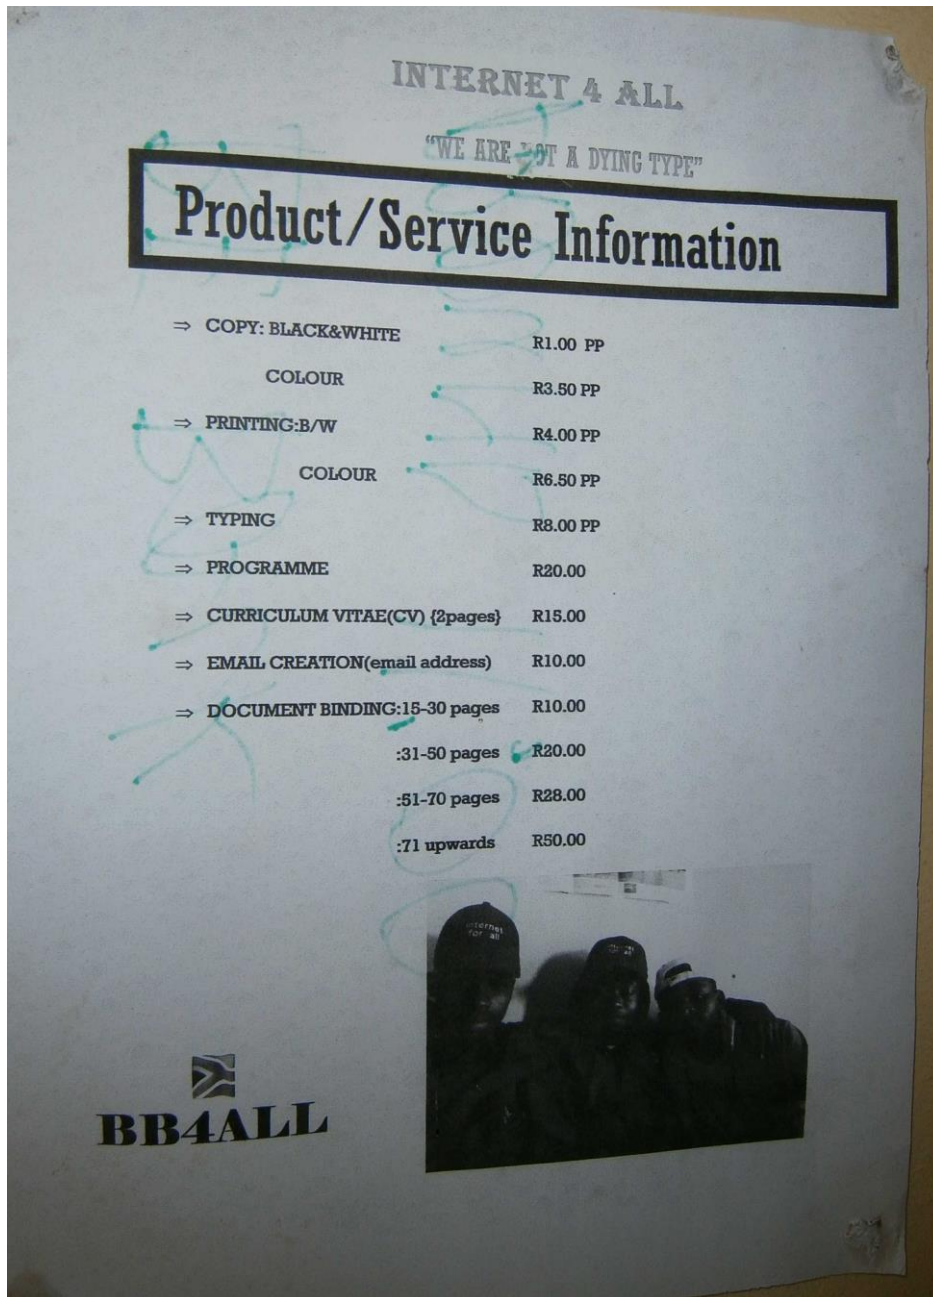 INTERNET 4 ALL
"WE ARE NOT A DYING TYPE"
Product/Service Information
⇒ COPY: BLACK&WHITE R1.00 PP
COLOUR R3.50 PP
⇒ PRINTING:B/W R4.00 PP
COLOUR R6.50 PP
⇒ TYPING R8.00 PP
⇒ PROGRAMME R20.00
⇒ CURRICULUM VITAE(CV) {2pages} R15.00
⇒ EMAIL CREATION(email address) R10.00
⇒ DOCUMENT BINDING:15-30 pages R10.00
:31-50 pages R20.00
:51-70 pages R28.00
:71 upwards R50.00
internet
for all
BB4ALL